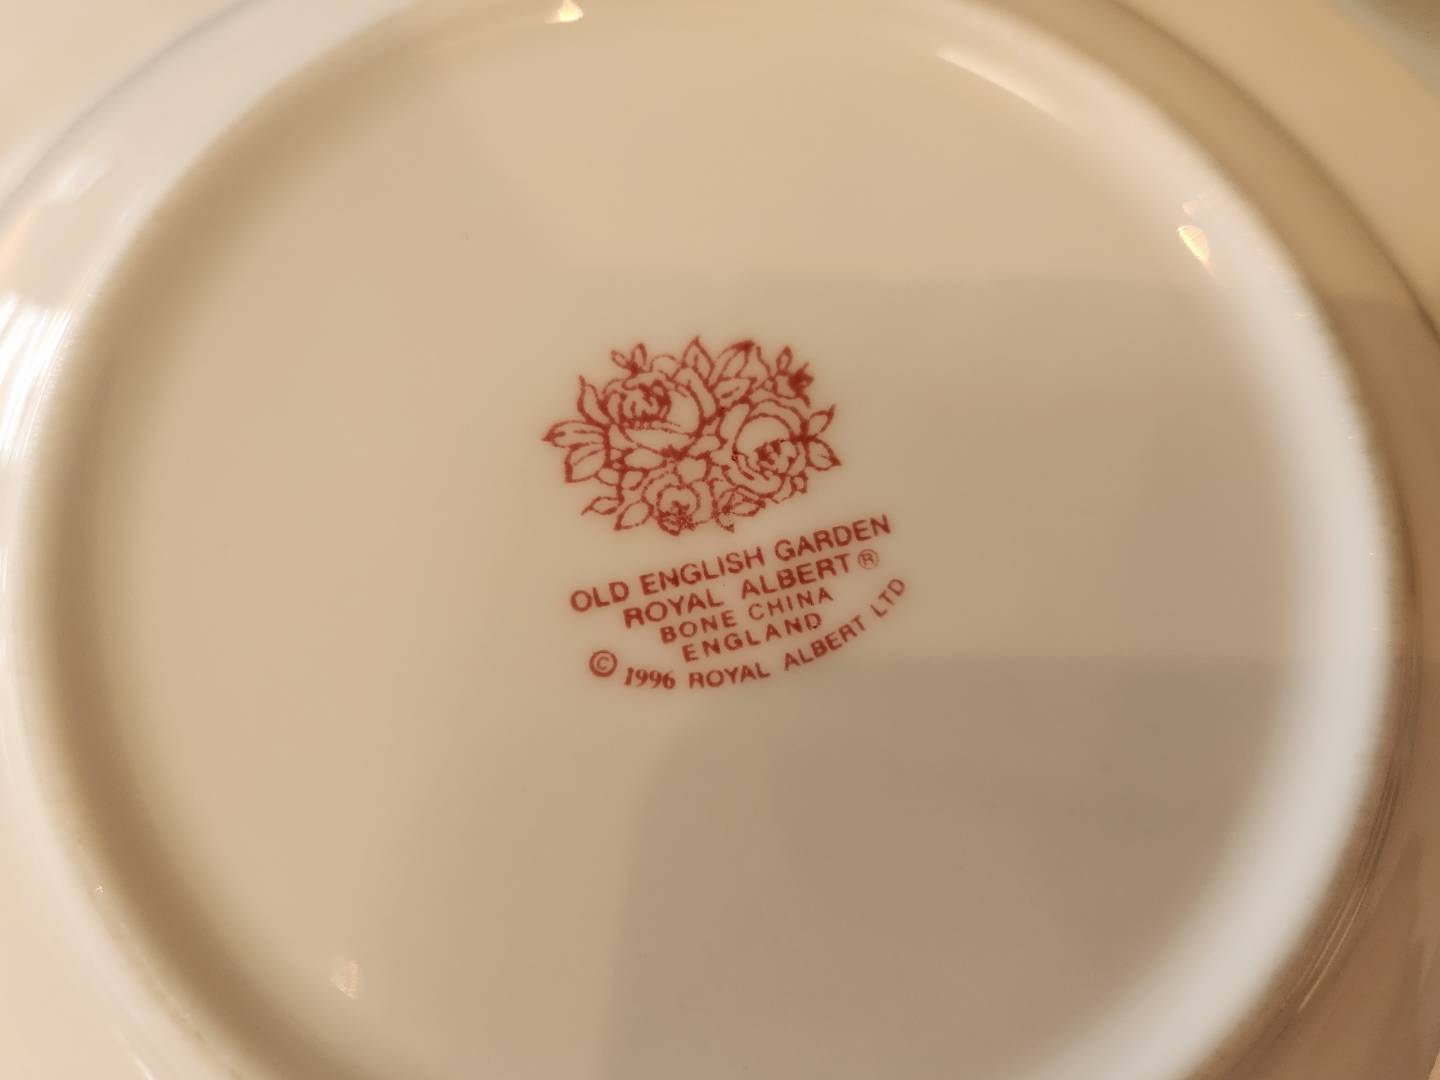 OLD ENGLISH GARDEN
ROYAL ALBERT®
BONE CHINA
ENGLAND
© 1996 ROYAL ALBERT LTD